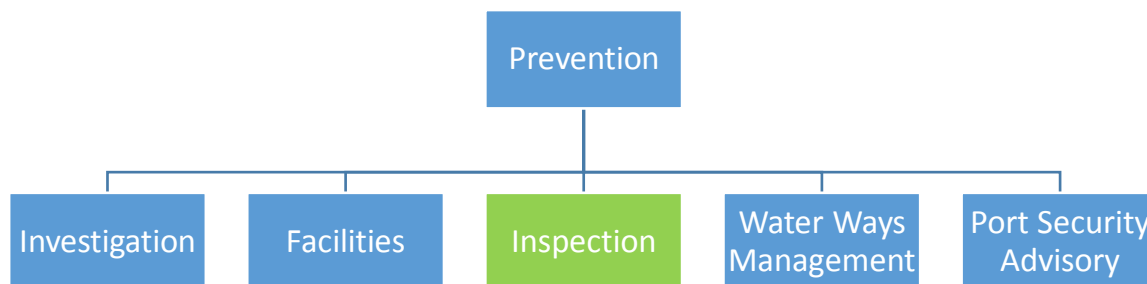 Prevention
Investigation
Facilities
Inspection
Water Ways
Management
Port Security
Advisory